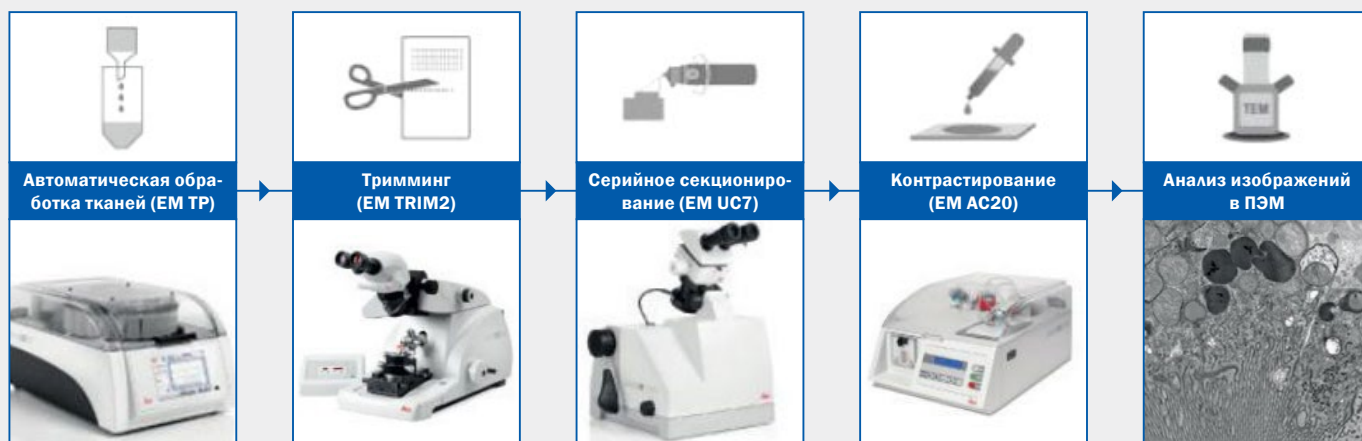 TEM
Автоматическая обра-
ботка тканей (EM TP)
Тримминг
(EM TRIM2)
Серийное секциониро-
вание (EM UC7)
Контрастирование
(EM AC20)
Анализ изображений
в ПЭМ